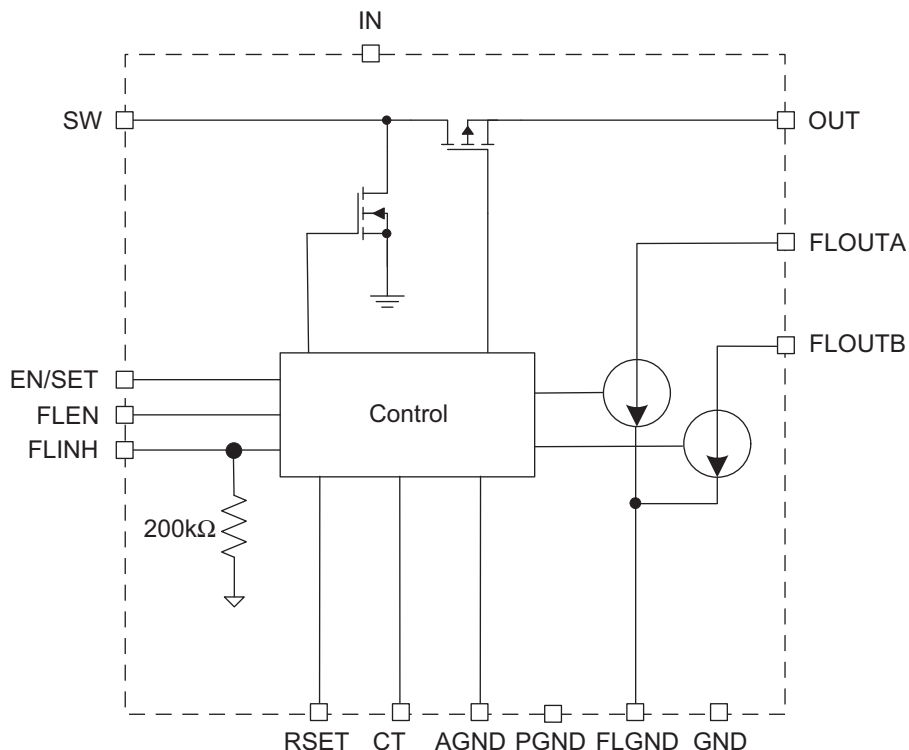 IN
SW
OUT
FLOUTA
FLOUTB
EN/SET
FLEN
FLINH
Control
200kΩ
RSET CT AGND PGND FLGND GND